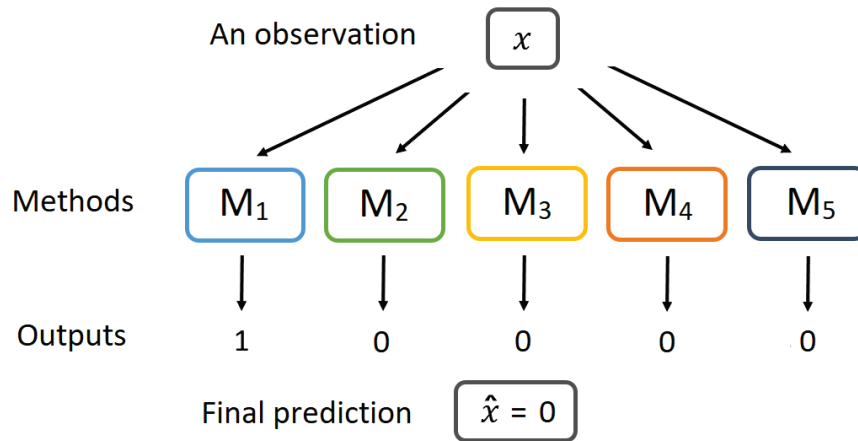 An observation x
Methods M₁ M₂ M₃ M₄ M₅
Outputs 1 0 0 0 0
Final prediction x̂ = 0